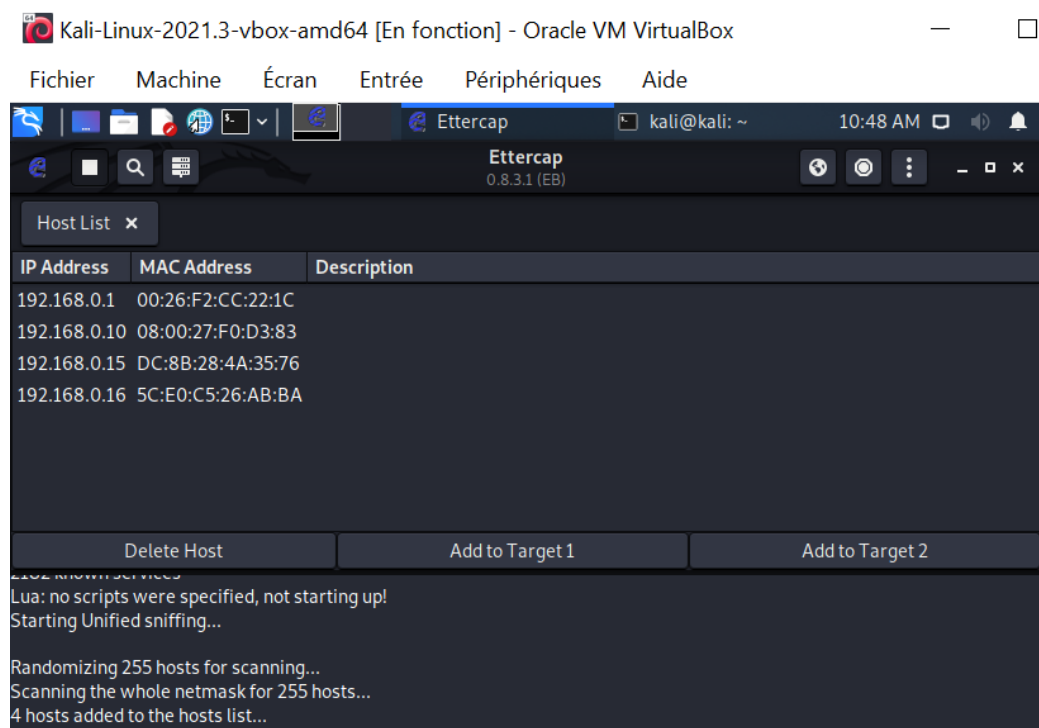 Kali-Linux-2021.3-vbox-amd64 [En fonction] - Oracle VM VirtualBox
Fichier Machine Écran Entrée Périphériques Aide
Ettercap kali@kali: ~ 10:48 AM
Ettercap
0.8.3.1 (EB)
Host List
IP Address MAC Address Description
192.168.0.1 00:26:F2:CC:22:1C
192.168.0.10 08:00:27:F0:D3:83
192.168.0.15 DC:8B:28:4A:35:76
192.168.0.16 5C:E0:C5:26:AB:BA
Delete Host Add to Target 1 Add to Target 2
2182 known services
Lua: no scripts were specified, not starting up!
Starting Unified sniffing...
Randomizing 255 hosts for scanning...
Scanning the whole netmask for 255 hosts...
4 hosts added to the hosts list...